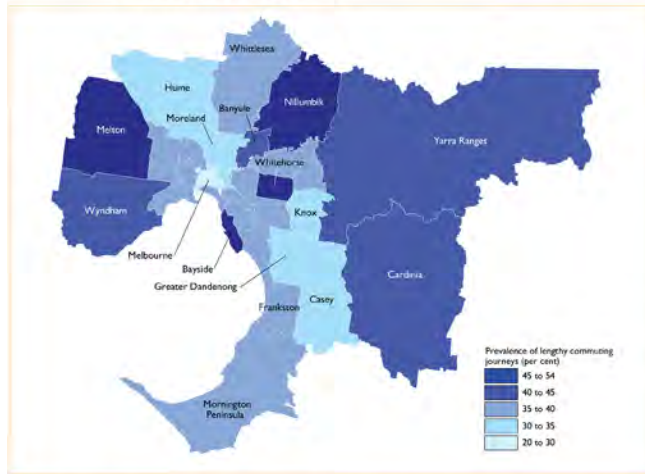 Whittlesea
Hume
Nillumbik
Moreland
Banyule
Melton
Yarra Ranges
Whitehorse
Wyndham
Knox
Melbourne
Bayside
Cardinia
Greater Dandenong
Casey
Frankston
Mornington
Peninsula
Prevalence of lengthy commuting
journeys (per cent)
45 to 54
40 to 45
35 to 40
30 to 35
20 to 30